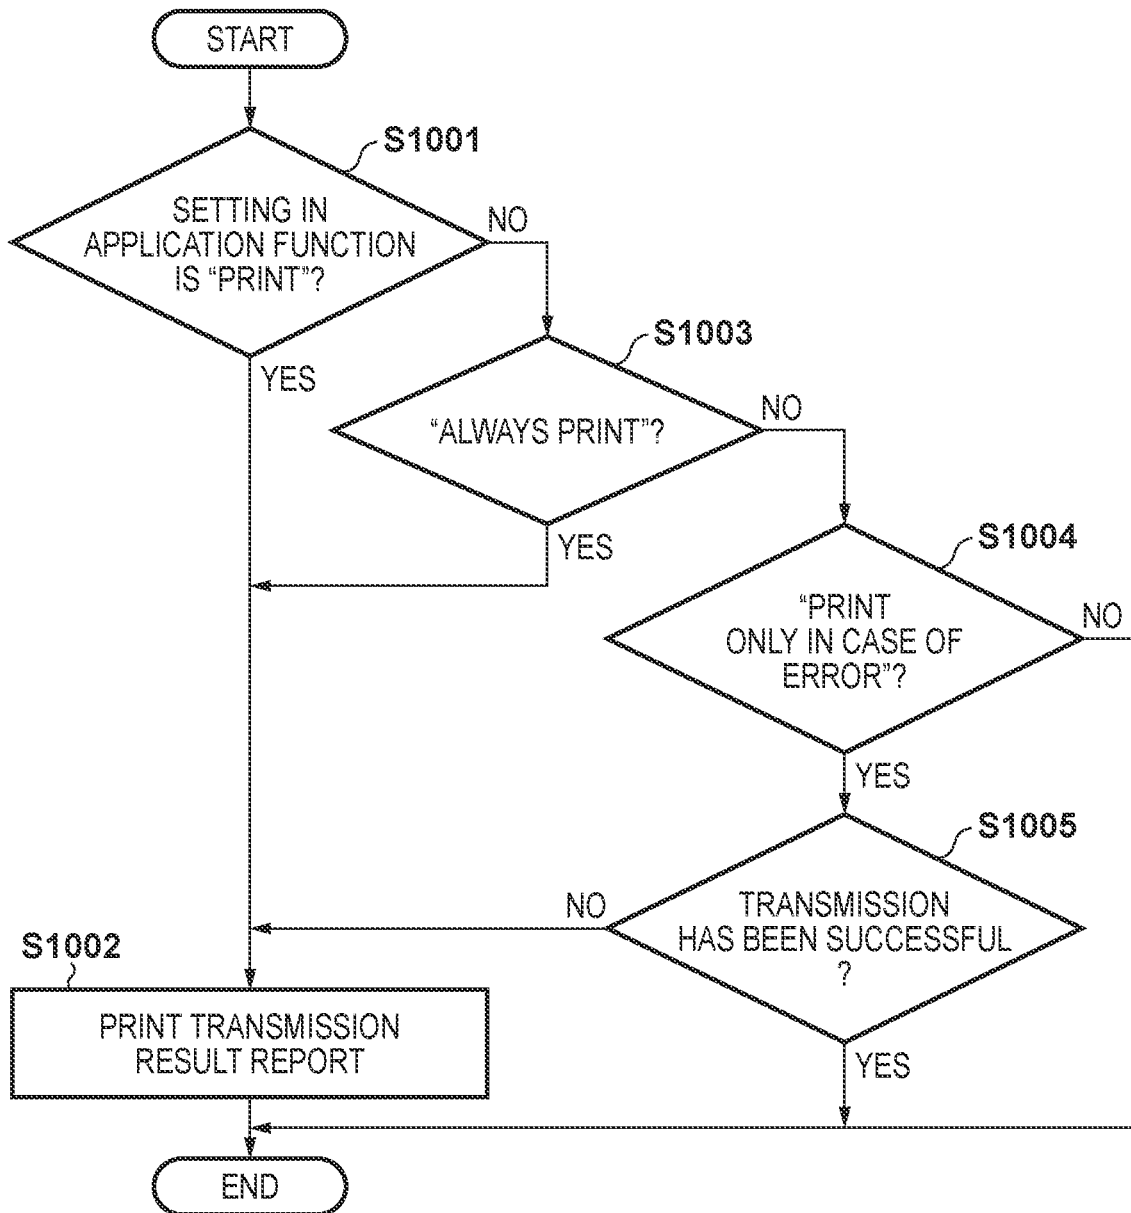 START
S1001
SETTING IN
APPLICATION FUNCTION
IS “PRINT”?
NO
YES
S1003
“ALWAYS PRINT”?
NO
YES
S1004
“PRINT
ONLY IN CASE OF
ERROR”?
NO
YES
S1005
TRANSMISSION
HAS BEEN SUCCESSFUL
?
NO
YES
S1002
PRINT TRANSMISSION
RESULT REPORT
END